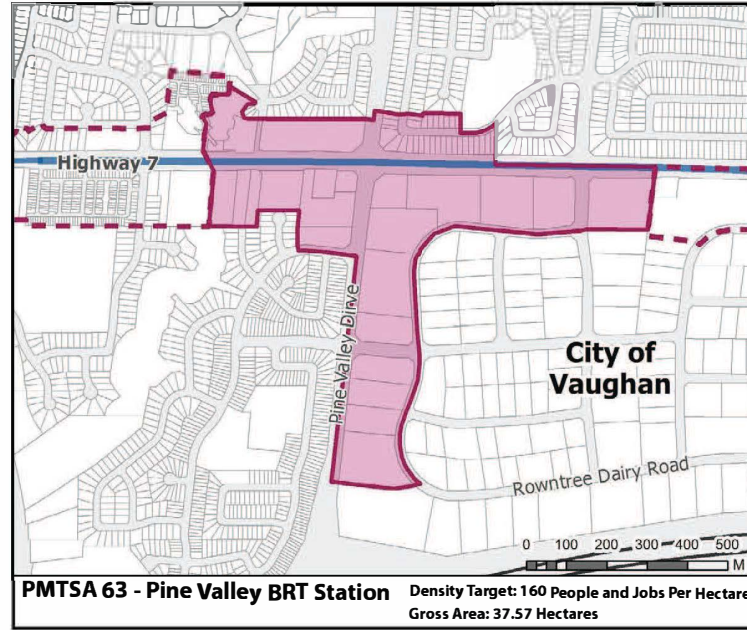 Highway 7
Pine Valley Dirve
City of
Vaughan
Rowntree Dairy Road
0 100 200 300 400 500
M
PMTSA 63 - Pine Valley BRT Station
Density Target: 160 People and Jobs Per Hectare
Gross Area: 37.57 Hectares